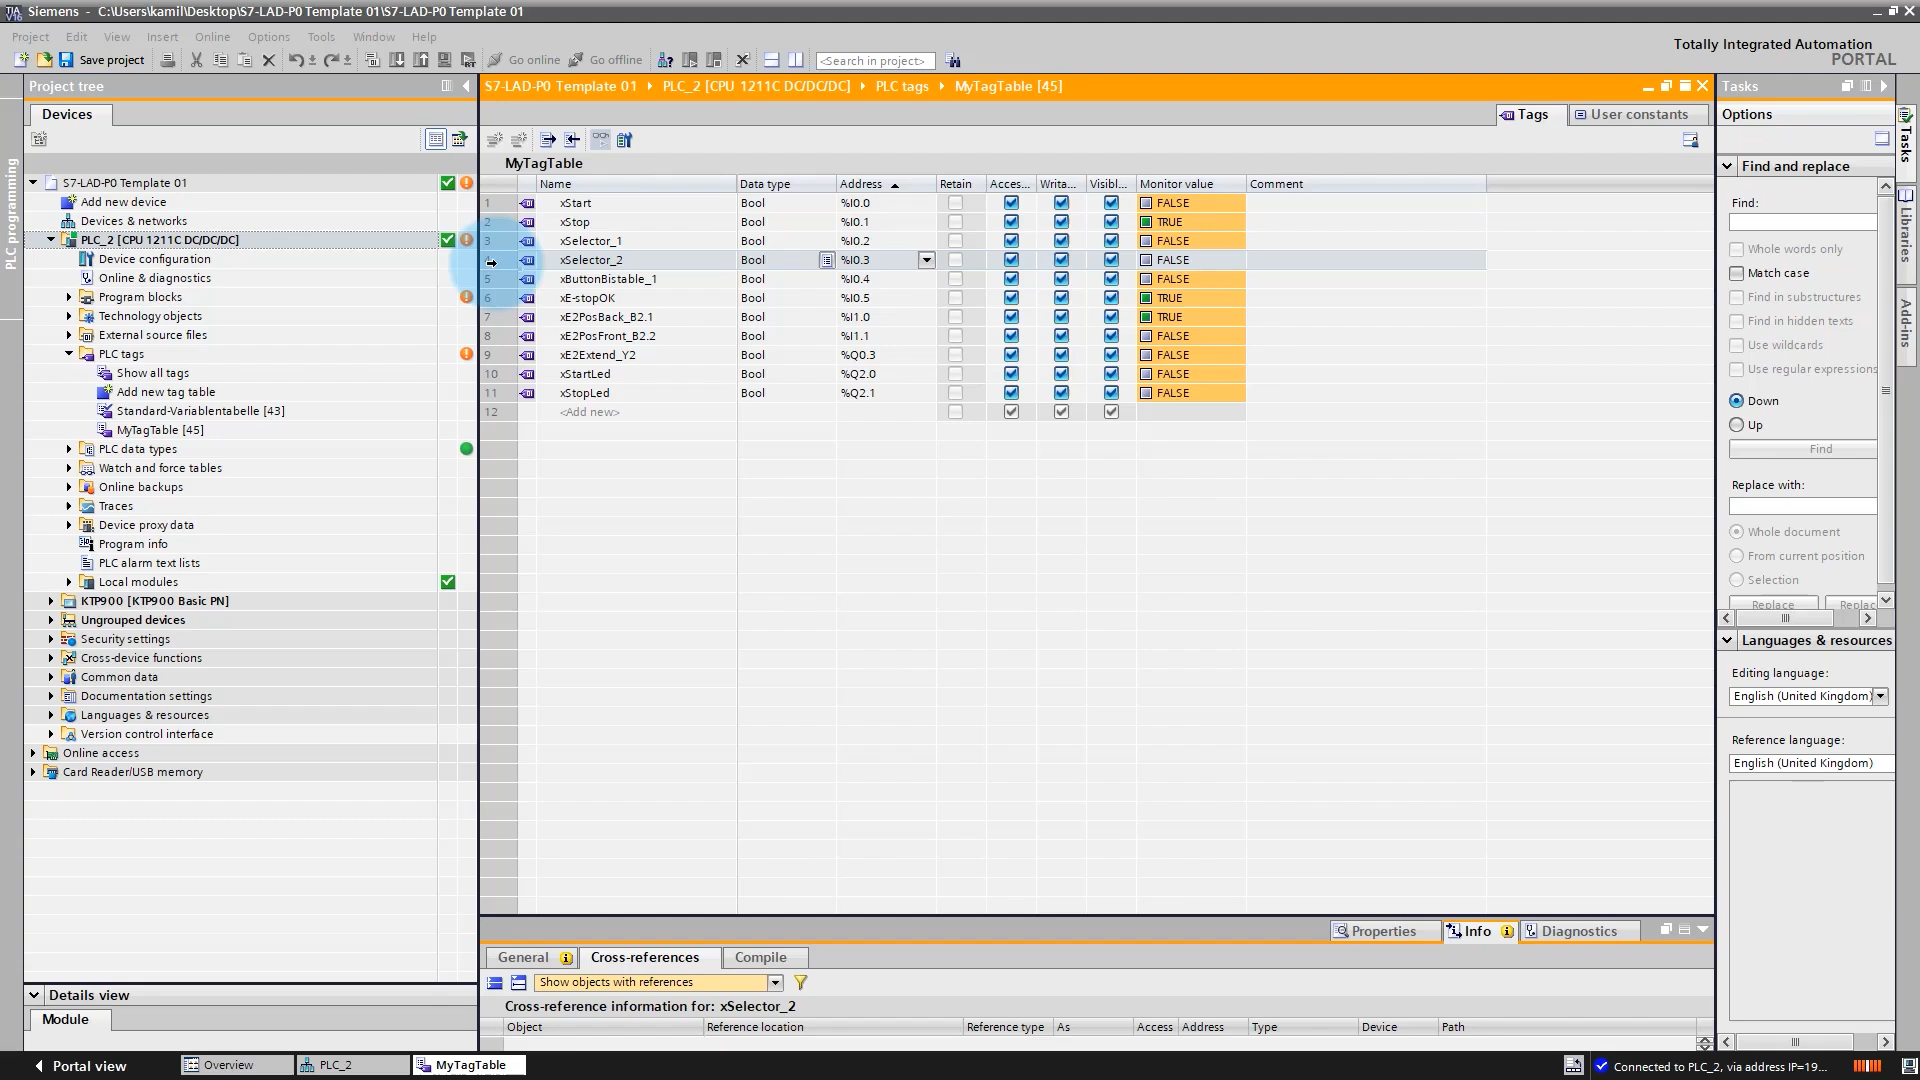 Siemens - C:\Users\kamil\Desktop\S7-LAD-P0 Template 01\S7-LAD-P0 Template 01
Project Edit View Insert Online Options Tools Window Help
Totally Integrated Automation
PORTAL
Save project Go online Go offline <Search in project>
Project tree
S7-LAD-P0 Template 01 PLC_2 [CPU 1211C DC/DC/DC] PLC tags MyTagTable [45]
Tasks
Devices
Tags User constants
Options
PLC programming
MyTagTable
Find and replace
Name Data type Address Retain Acces... Writa... Visibl... Monitor value Comment
1 xStart Bool %I0.0 FALSE
2 xStop Bool %I0.1 TRUE
3 xSelector_1 Bool %I0.2 FALSE
xSelector_2 Bool %I0.3 FALSE
5 xButtonBistable_1 Bool %I0.4 FALSE
6 xE-stopOK Bool %I0.5 TRUE
7 xE2PosBack_B2.1 Bool %I1.0 TRUE
8 xE2PosFront_B2.2 Bool %I1.1 FALSE
9 xE2Extend_Y2 Bool %Q0.3 FALSE
10 xStartLed Bool %Q2.0 FALSE
11 xStopLed Bool %Q2.1 FALSE
12 <Add new>
S7-LAD-P0 Template 01
Add new device
Devices & networks
PLC_2 [CPU 1211C DC/DC/DC]
Device configuration
Online & diagnostics
Program blocks
Technology objects
External source files
PLC tags
Show all tags
Add new tag table
Standard-Variablentabelle [43]
MyTagTable [45]
PLC data types
Watch and force tables
Online backups
Traces
Device proxy data
Program info
PLC alarm text lists
Local modules
KTP900 [KTP900 Basic PN]
Ungrouped devices
Security settings
Cross-device functions
Common data
Documentation settings
Languages & resources
Version control interface
Online access
Card Reader/USB memory
Find:
Whole words only
Match case
Find in substructures
Find in hidden texts
Use wildcards
Use regular expressions
Down
Up
Find
Replace with:
Whole document
From current position
Selection
Replace Replac
Languages & resources
Editing language:
English (United Kingdom)
Reference language:
English (United Kingdom)
Tasks
Libraries
Add-ins
Properties Info Diagnostics
General Cross-references Compile
Show objects with references
Cross-reference information for: xSelector_2
Object Reference location Reference type As Access Address Type Device Path
Details view
Module
Portal view Overview PLC_2 MyTagTable
Connected to PLC_2, via address IP=19...